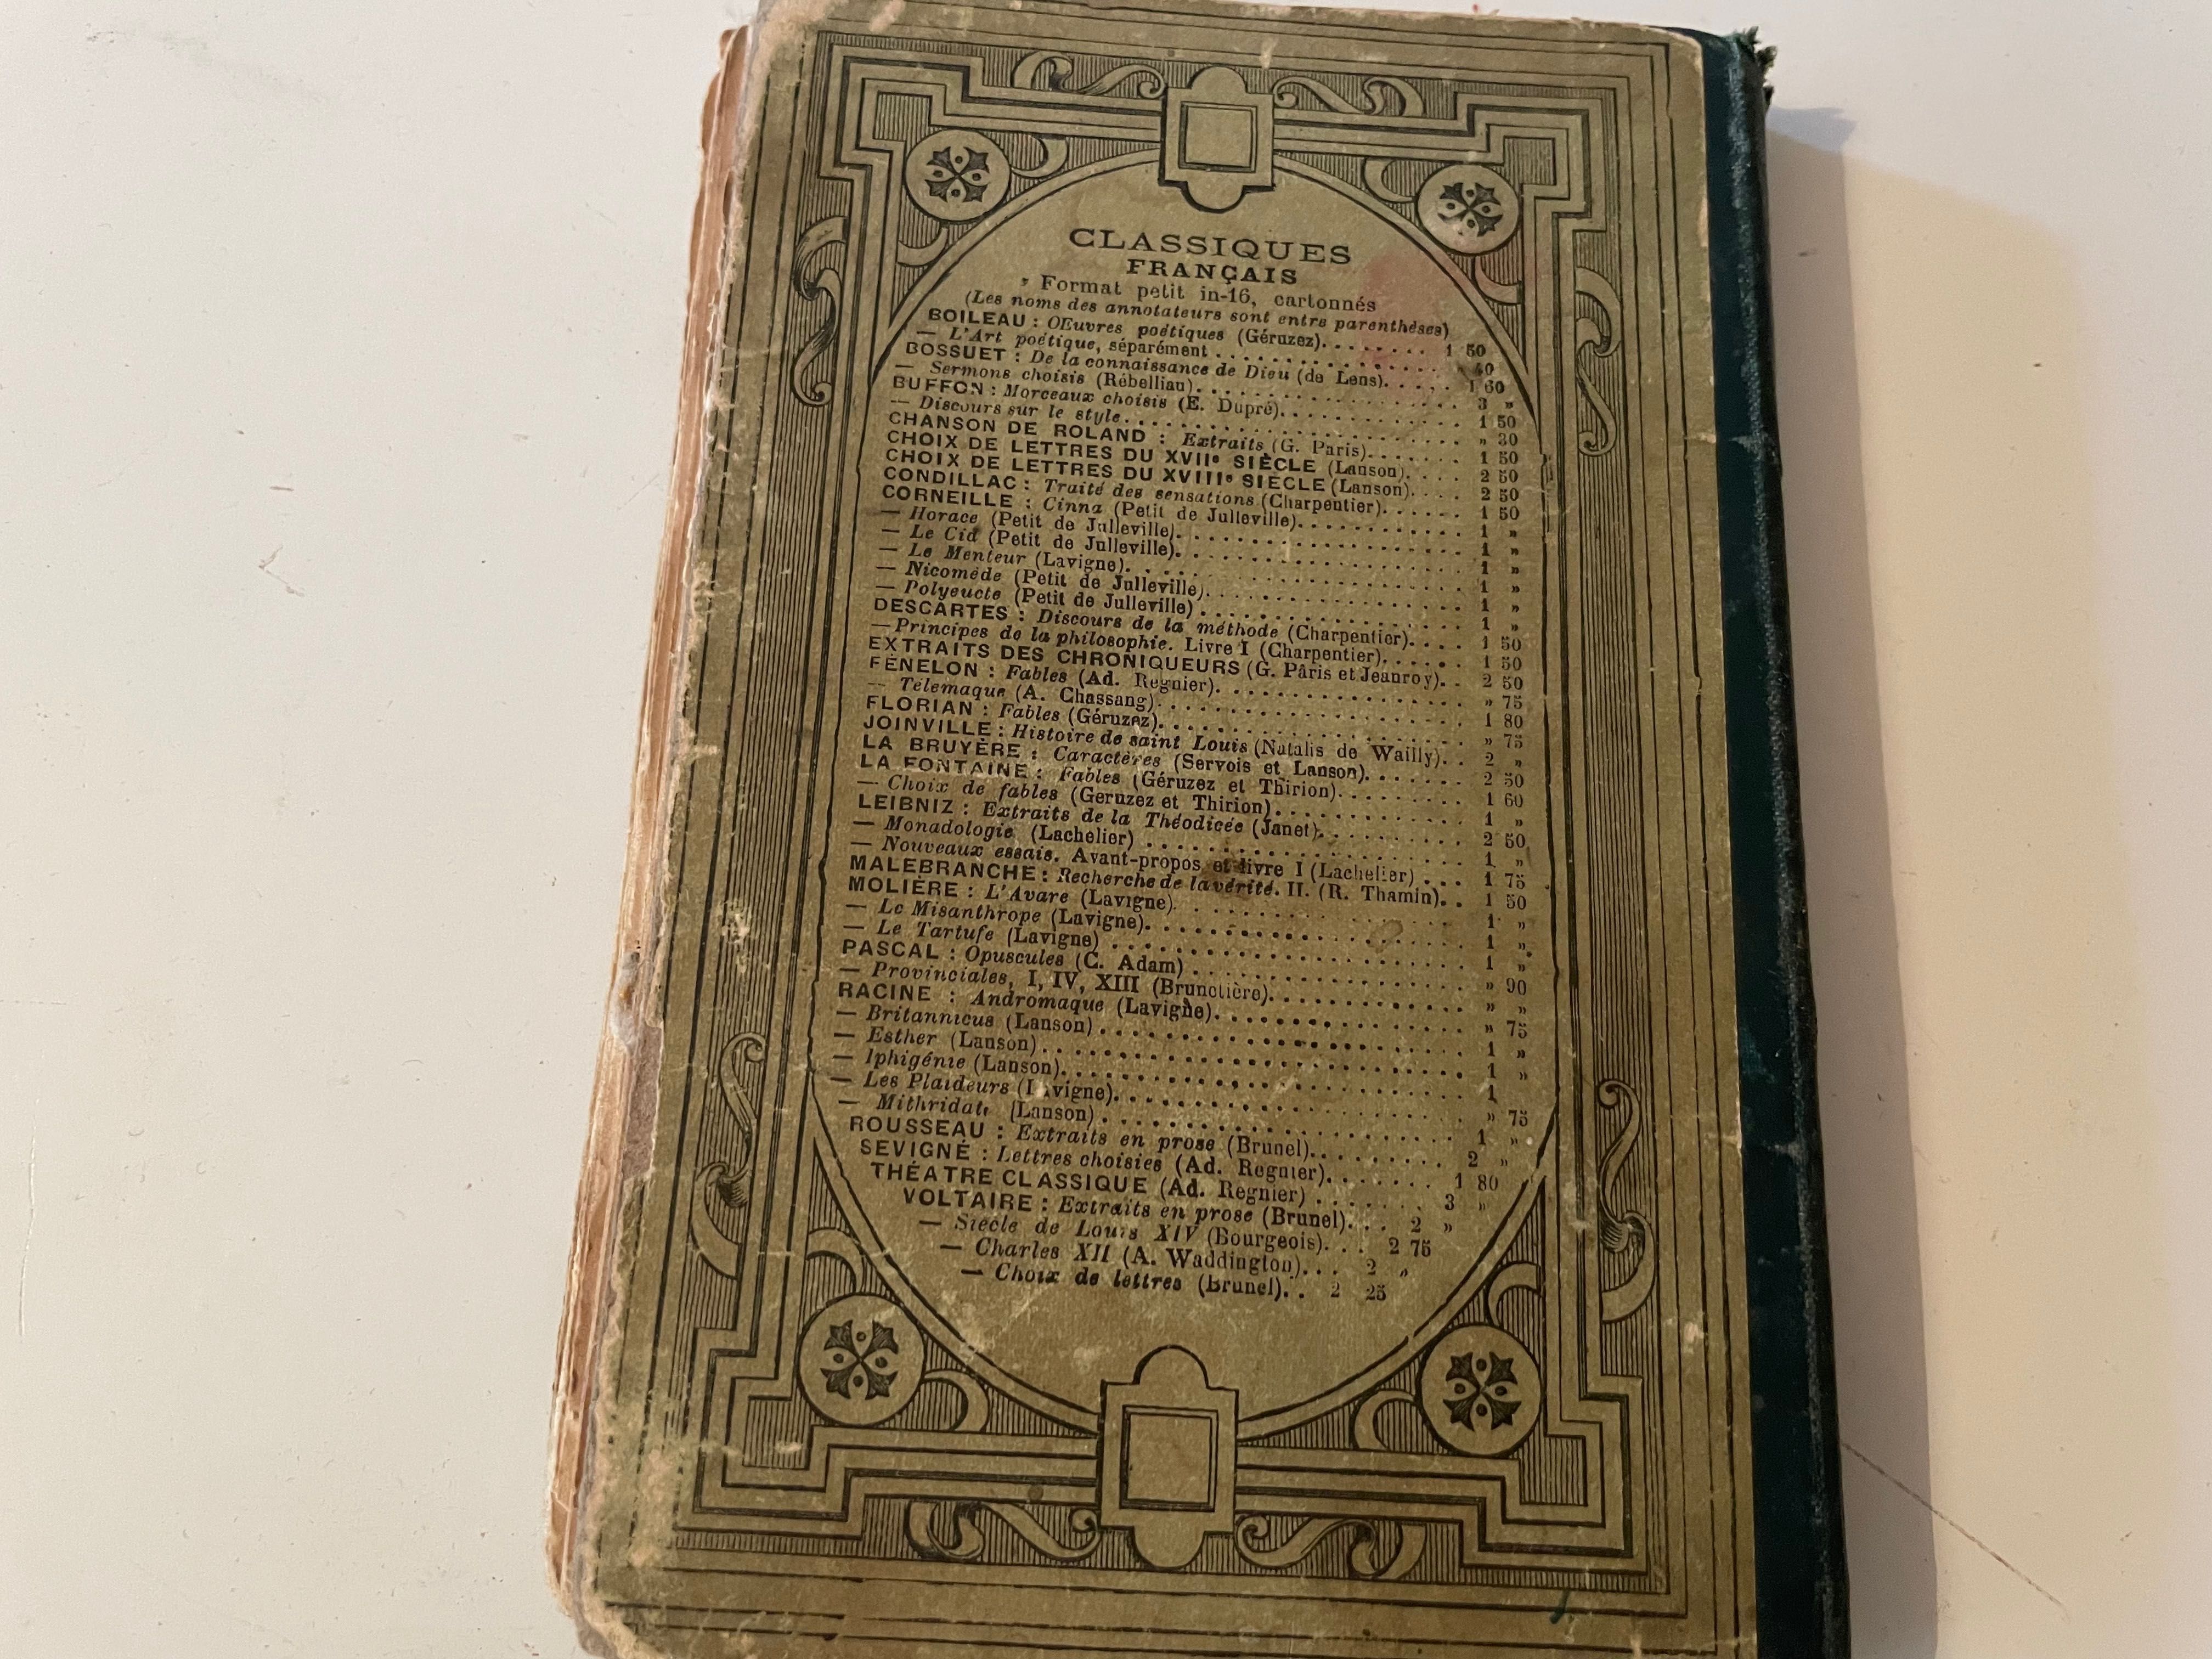 CLASSIQUES
FRANÇAIS
Format petit in-16, cartonnés
(Les noms des annotateurs sont entre parenthèses)
BOILEAU : Œuvres poétiques (Géruzez). . . . . . . . 1 50
— L'Art poétique, séparément . . . . . . . . . . . . . . » 40
BOSSUET : De la connaissance de Dieu (de Lens). . . . . 1 60
— Sermons choisis (Rébelliau). . . . . . . . . . . . . . 3 »
BUFFON : Morceaux choisis (E. Dupré). . . . . . . . . . 1 50
— Discours sur le style. . . . . . . . . . . . . . . . . » 30
CHANSON DE ROLAND : Extraits (G. Paris). . . . . . . 1 50
CHOIX DE LETTRES DU XVIIe SIÈCLE (Lanson). . . . 2 50
CHOIX DE LETTRES DU XVIIIe SIÈCLE (Lanson). . . . 2 50
CONDILLAC : Traité des sensations (Charpentier). . . . . 1 50
CORNEILLE : Cinna (Petit de Julleville). . . . . . . . . 1 »
— Horace (Petit de Julleville). . . . . . . . . . . . . . 1 »
— Le Cid (Petit de Julleville). . . . . . . . . . . . . . 1 »
— Le Menteur (Lavigne). . . . . . . . . . . . . . . . . 1 »
— Nicomède (Petit de Julleville). . . . . . . . . . . . . 1 »
— Polyeucte (Petit de Julleville) . . . . . . . . . . . . 1 »
DESCARTES : Discours de la méthode (Charpentier). . . . 1 50
— Principes de la philosophie. Livre I (Charpentier). . . . . 1 50
EXTRAITS DES CHRONIQUEURS (G. Pâris et Jeanroy). . 2 50
FÉNELON : Fables (Ad. Regnier). . . . . . . . . . . . . » 75
— Télémaque (A. Chassang). . . . . . . . . . . . . . . 1 80
FLORIAN : Fables (Géruzez). . . . . . . . . . . . . . . » 75
JOINVILLE : Histoire de saint Louis (Natalis de Wailly). . 2 »
LA BRUYÈRE : Caractères (Servois et Lanson). . . . . . . 2 50
LA FONTAINE : Fables (Géruzez et Thirion). . . . . . . . 1 60
— Choix de fables (Geruzez et Thirion). . . . . . . . . . 1 »
LEIBNIZ : Extraits de la Théodicée (Janet). . . . . . . . 2 50
— Monadologie (Lachelier) . . . . . . . . . . . . . . . 1 »
— Nouveaux essais. Avant-propos et livre I (Lachelier) . . . 1 75
MALEBRANCHE : Recherche de la vérité. II. (R. Thamin). . 1 50
MOLIÈRE : L'Avare (Lavigne) . . . . . . . . . . . . . . 1 »
— Le Misanthrope (Lavigne). . . . . . . . . . . . . . . 1 »
— Le Tartufe (Lavigne) . . . . . . . . . . . . . . . . . 1 »
PASCAL : Opuscules (C. Adam) . . . . . . . . . . . . . » 90
— Provinciales, I, IV, XIII (Brunetière). . . . . . . . . . » »
RACINE : Andromaque (Lavigne). . . . . . . . . . . . . » 75
— Britannicus (Lanson) . . . . . . . . . . . . . . . . . 1 »
— Esther (Lanson) . . . . . . . . . . . . . . . . . . . . 1 »
— Iphigénie (Lanson). . . . . . . . . . . . . . . . . . . 1
— Les Plaideurs (Lavigne). . . . . . . . . . . . . . . . » 75
— Mithridate (Lanson) . . . . . . . . . . . . . . . . . 1 »
ROUSSEAU : Extraits en prose (Brunel). . . . . . . . . 2 »
SÉVIGNÉ : Lettres choisies (Ad. Regnier). . . . . . . 1 80
THÉATRE CLASSIQUE (Ad. Regnier) . . . . . . 3 »
VOLTAIRE : Extraits en prose (Brunel). . . 2 »
— Siècle de Louis XIV (Bourgeois). . . 2 75
— Charles XII (A. Waddington). . . 2 »
— Choix de lettres (Brunel). . 2 25